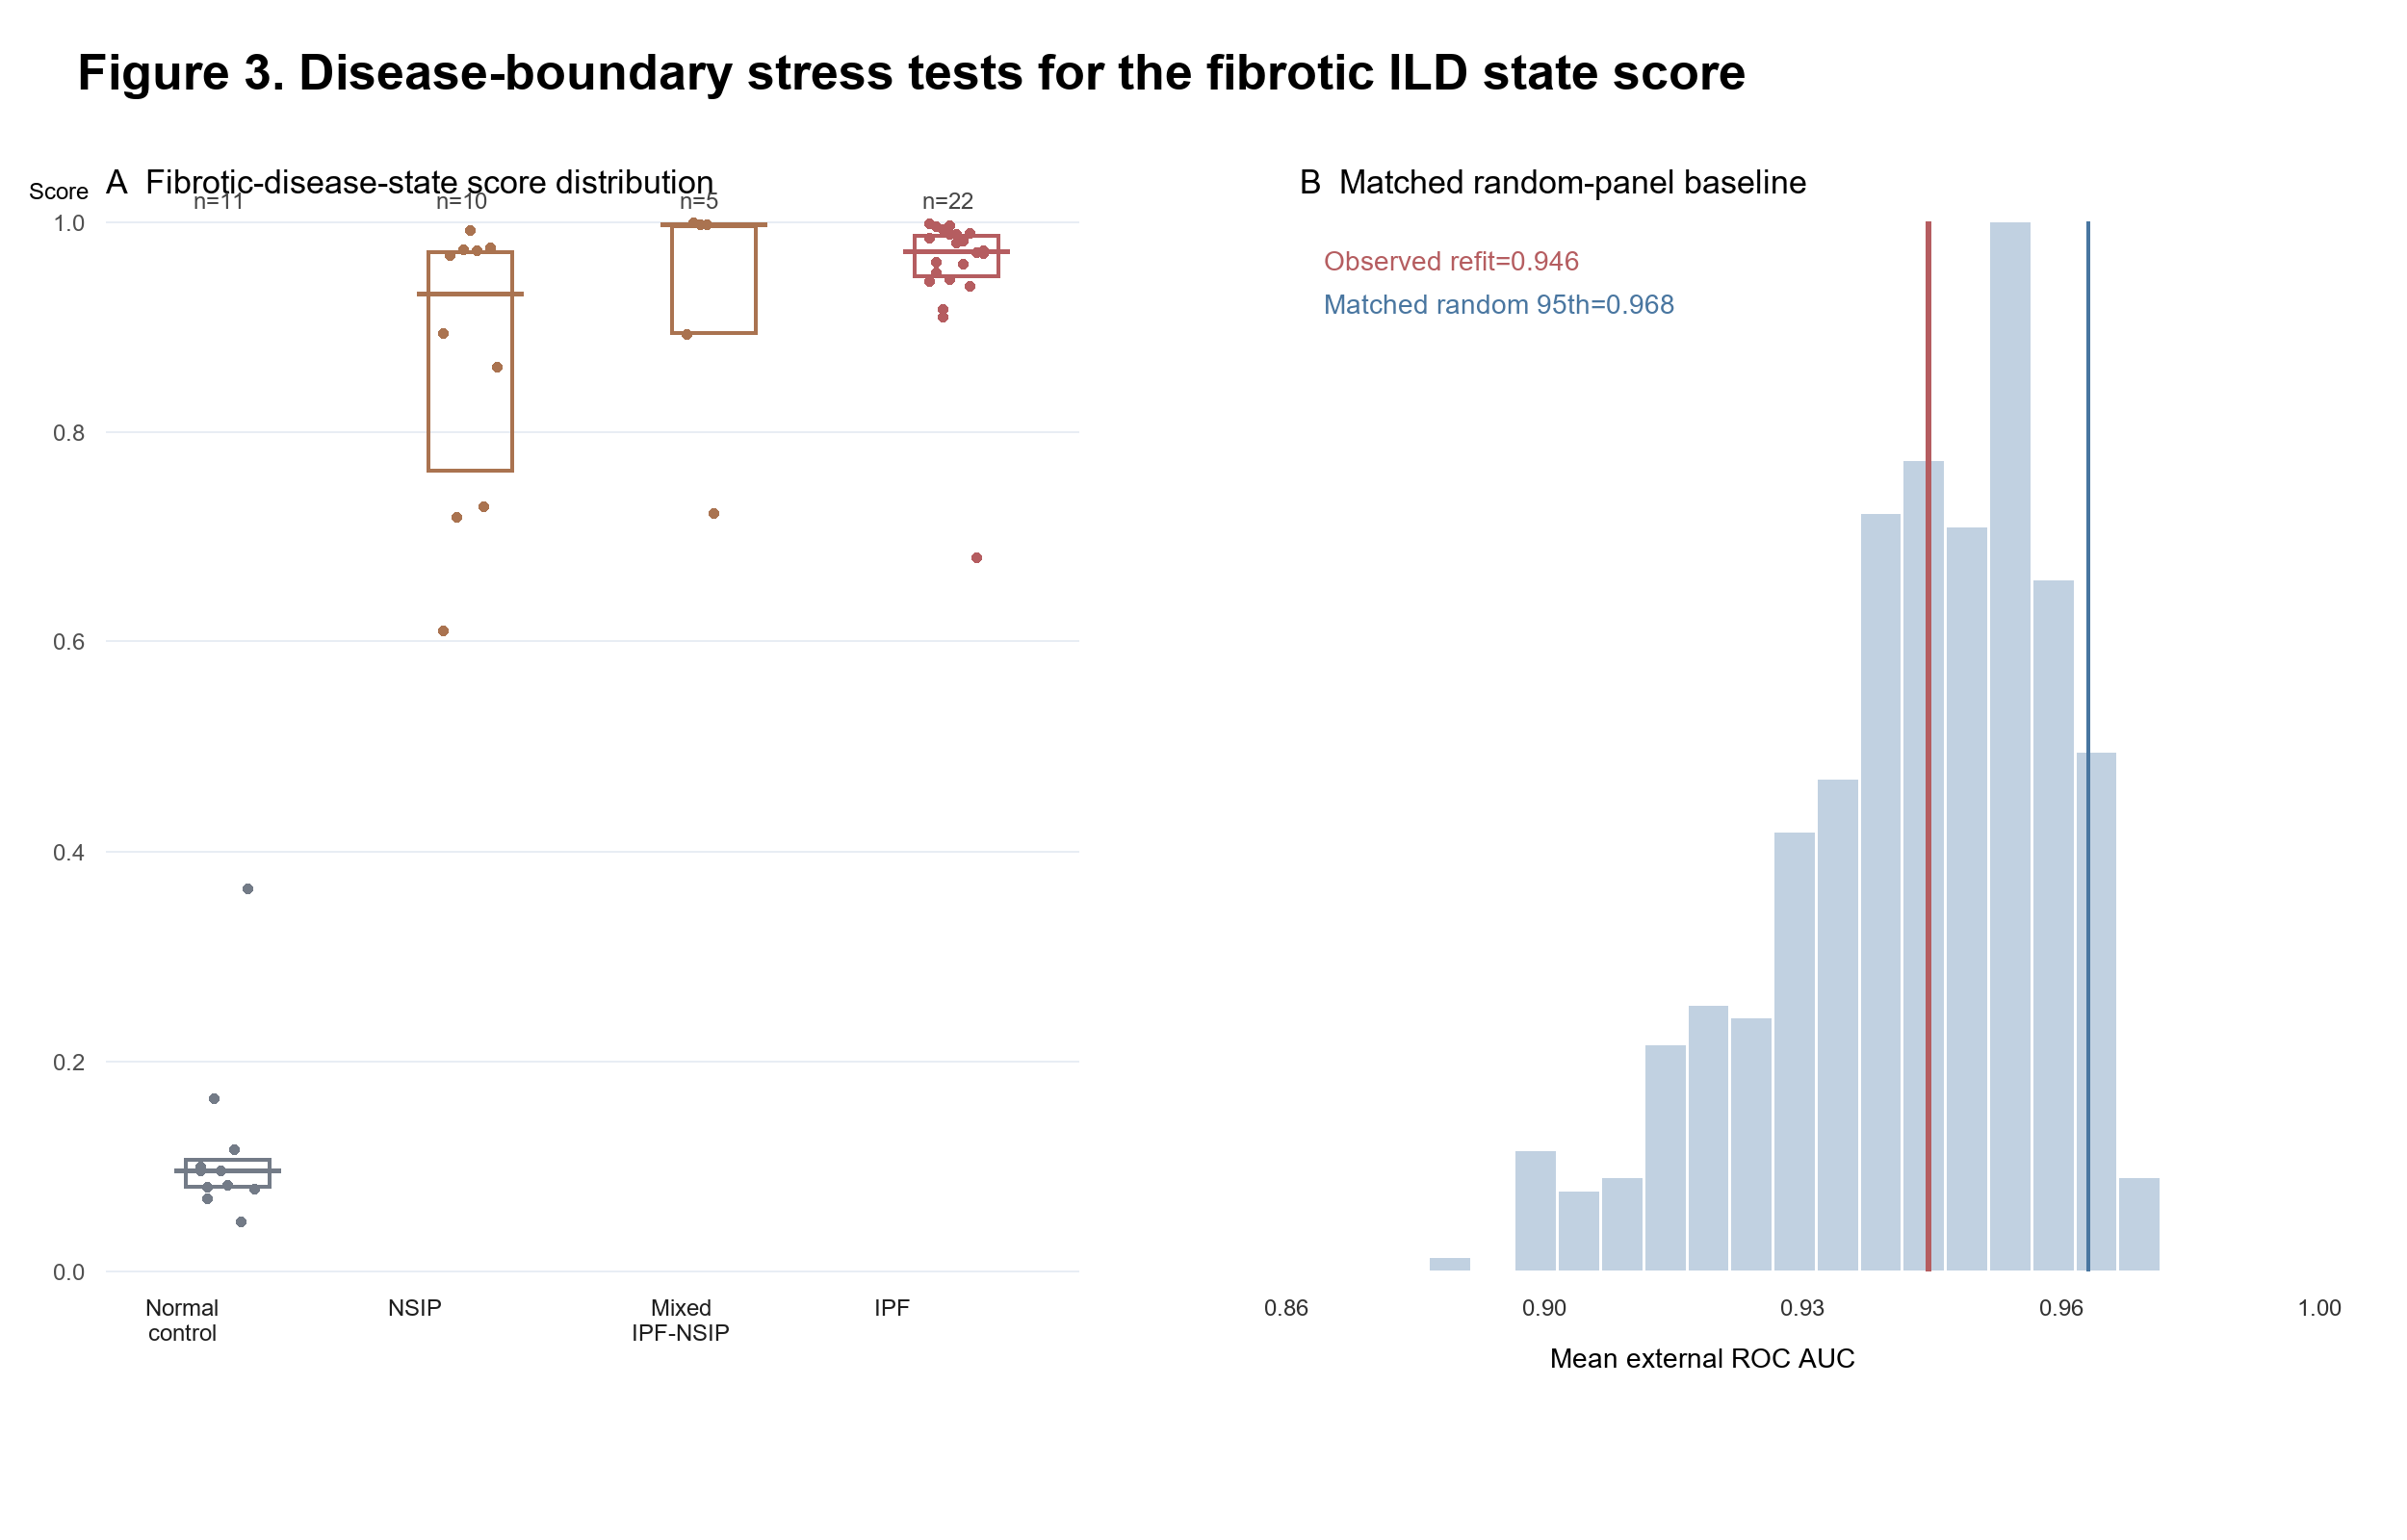 Figure 3. Disease-boundary stress tests for the fibrotic ILD state score
A  Fibrotic-disease-state score distribution
Score
n=11
n=10
n=5
n=22
1.0
0.8
0.6
0.4
0.2
0.0
Normal
control
NSIP
Mixed
IPF-NSIP
IPF
B  Matched random-panel baseline
Observed refit=0.946
Matched random 95th=0.968
0.86
0.90
0.93
0.96
1.00
Mean external ROC AUC